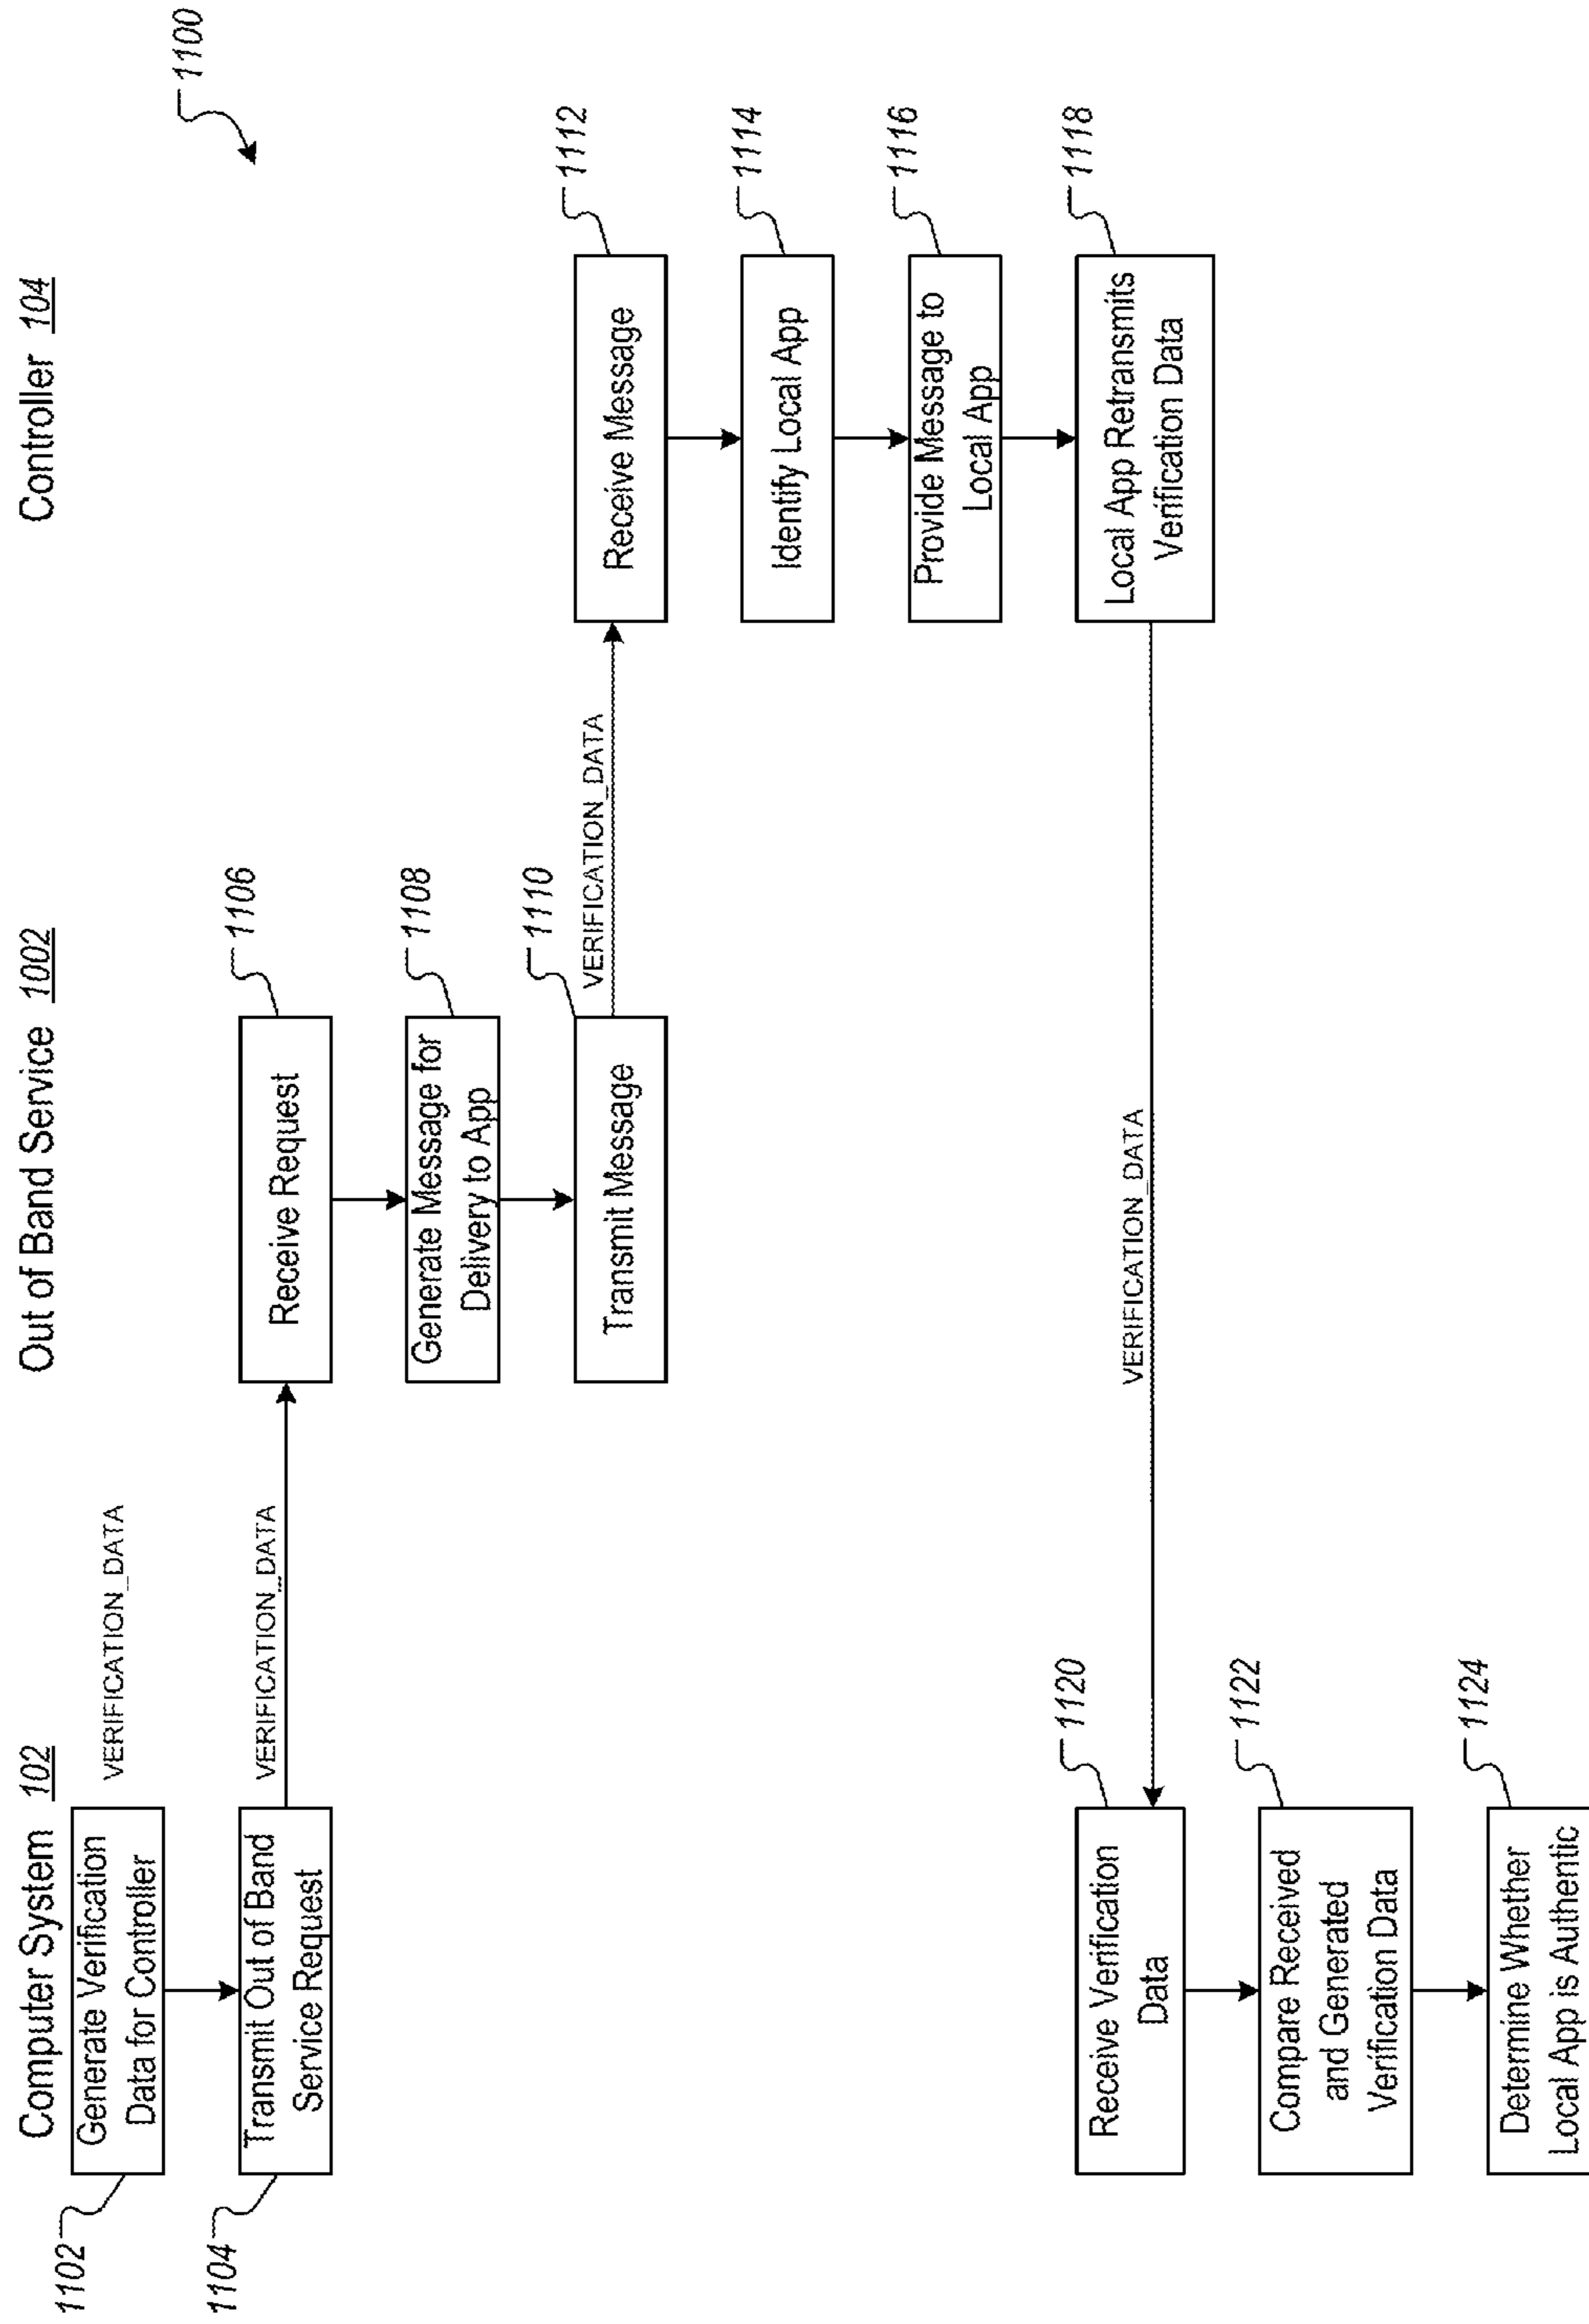 Computer System 102
Out of Band Service 1002
Controller 104
1100
1102
Generate Verification
Data for Controller
VERIFICATION_DATA
1104
Transmit Out of Band
Service Request
VERIFICATION_DATA
1106
Receive Request
1108
Generate Message for
Delivery to App
1110
Transmit Message
VERIFICATION_DATA
1112
Receive Message
1114
Identify Local App
1116
Provide Message to
Local App
1118
Local App Retransmits
Verification Data
VERIFICATION_DATA
1120
Receive Verification
Data
1122
Compare Received
and Generated
Verification Data
1124
Determine Whether
Local App is Authentic